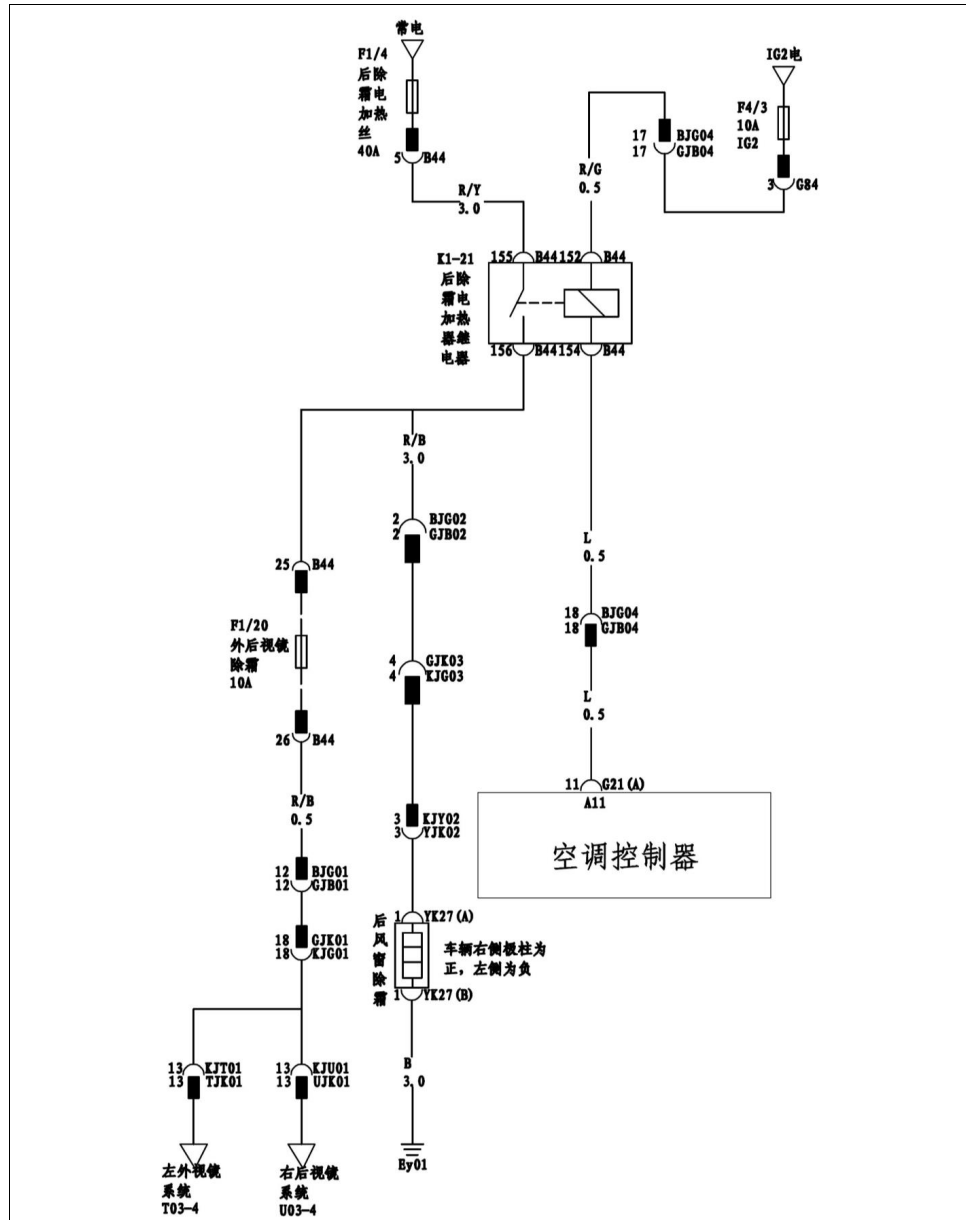 常电
F1/4
后除
霜电
加热
丝
40A
5 B44
R/Y
3.0
IG2电
F4/3
10A
IG2
17 BJG04
17 GJB04
3 G84
R/G
0.5
K1-21
后除
霜电
加热
器继
电器
155 B44 152 B44
156 B44 154 B44
R/B
3.0
2 BJG02
2 GJB02
25 B44
F1/20
外后视镜
除霜
10A
26 B44
L
0.5
18 BJG04
18 GJB04
L
0.5
4 GJK03
4 KJG03
11 G21(A)
A11
空调控制器
R/B
0.5
3 KJY02
3 YJK02
12 BJG01
12 GJB01
18 GJK01
18 KJG01
后
风
窗
除
霜
1 YK27(A)
车辆右侧极柱为
正，左侧为负
1 YK27(B)
B
3.0
Ey01
13 KJT01
13 TJK01
13 KJU01
13 UJK01
左外视镜
系统
T03-4
右后视镜
系统
U03-4